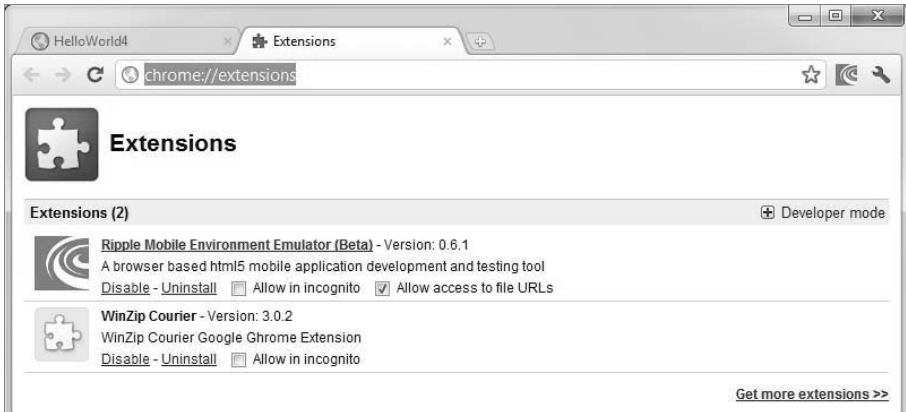 HelloWorld4
Extensions
chrome://extensions
Extensions
Extensions (2)
Developer mode
Ripple Mobile Environment Emulator (Beta) - Version: 0.6.1
A browser based html5 mobile application development and testing tool
Disable - Uninstall Allow in incognito Allow access to file URLs
WinZip Courier - Version: 3.0.2
WinZip Courier Google Ghrome Extension
Disable - Uninstall Allow in incognito
Get more extensions >>